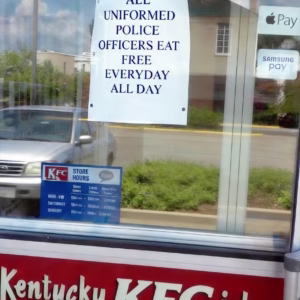 ALL
UNIFORMED
POLICE
OFFICERS EAT
FREE
EVERYDAY
ALL DAY
Pay
SAMSUNG
pay
KFC
STORE
HOURS
Kentucky
KFC